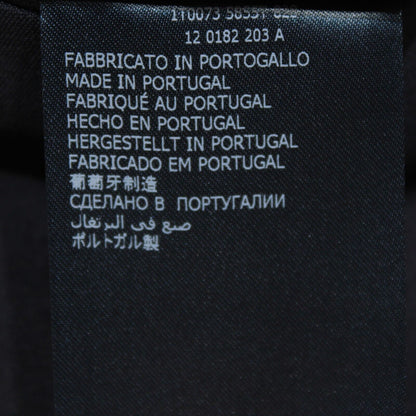 12 0182 203 A
FABBRICATO IN PORTOGALLO
MADE IN PORTUGAL
FABRIQUÉ AU PORTUGAL
HECHO EN PORTUGAL
HERGESTELLT IN PORTUGAL
FABRICADO EM PORTUGAL
葡萄牙制造
СДЕЛАНО В ПОРТУГАЛИИ
صنع في البرتغال
ポルトガル製